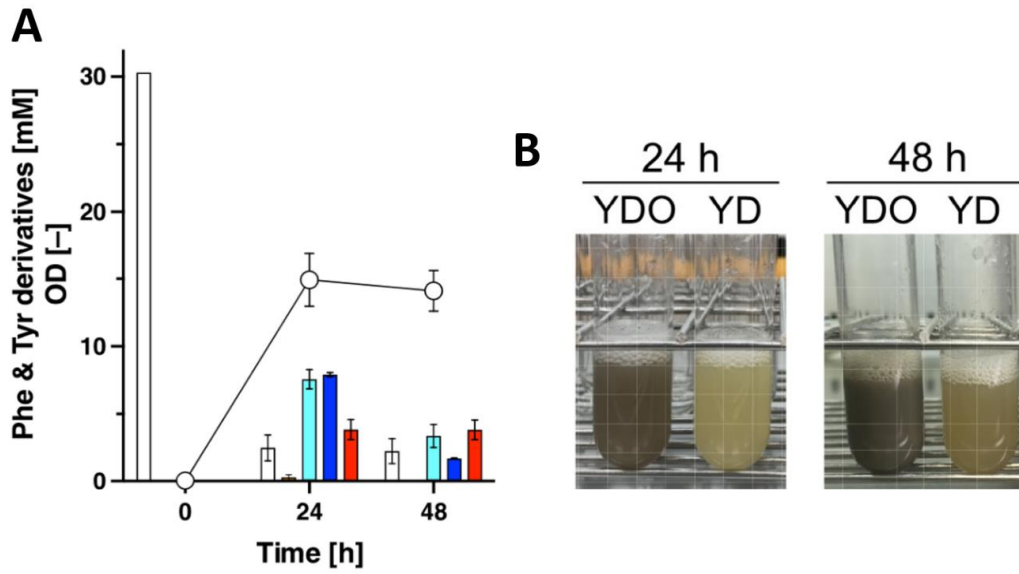 A
Phe & Tyr derivatives [mM]
OD [–]
30
20
10
0
0
24
48
Time [h]
B
24 h
48 h
YDO
YD
YDO
YD